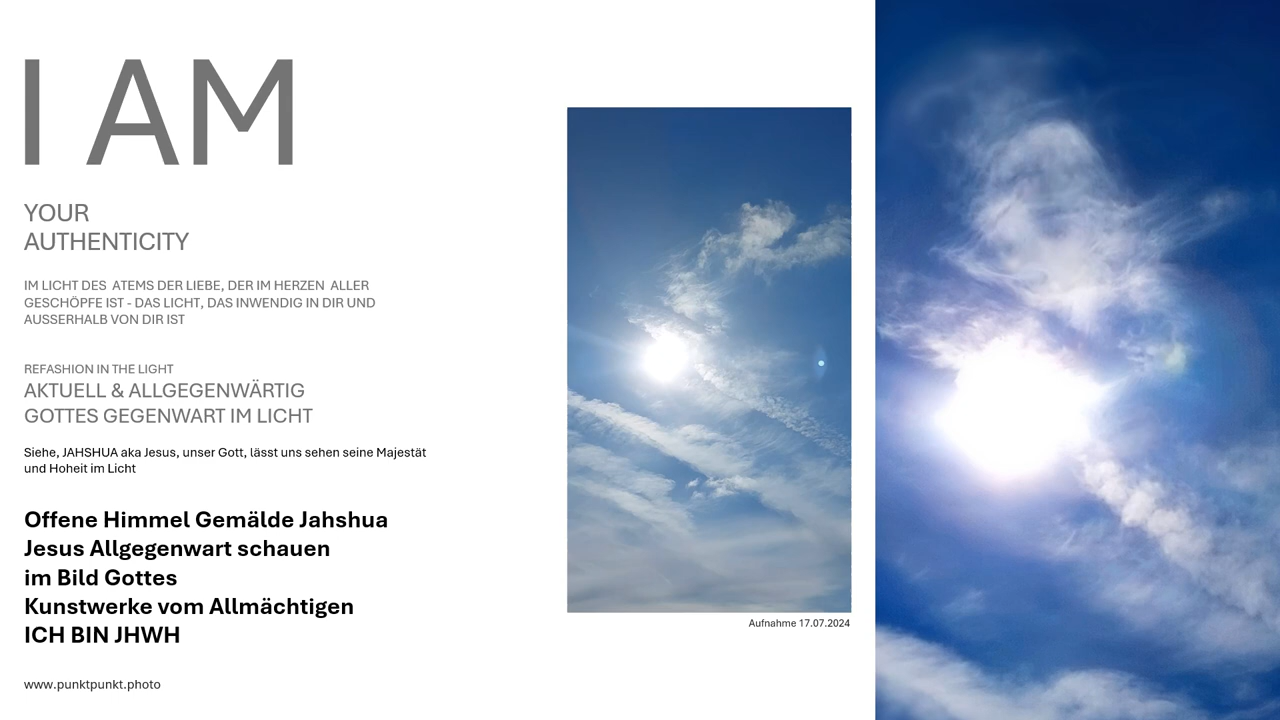 I AM
YOUR
AUTHENTICITY
IM LICHT DES ATEMS DER LIEBE, DER IM HERZEN ALLER
GESCHÖPFE IST - DAS LICHT, DAS INWENDIG IN DIR UND
AUSSERHALB VON DIR IST
REFASHION IN THE LIGHT
AKTUELL & ALLGEGENWÄRTIG
GOTTES GEGENWART IM LICHT
Siehe, JAHSHUA aka Jesus, unser Gott, lässt uns sehen seine Majestät
und Hoheit im Licht
Offene Himmel Gemälde Jahshua
Jesus Allgegenwart schauen
im Bild Gottes
Kunstwerke vom Allmächtigen
ICH BIN JHWH
www.punktpunkt.photo
Aufnahme 17.07.2024